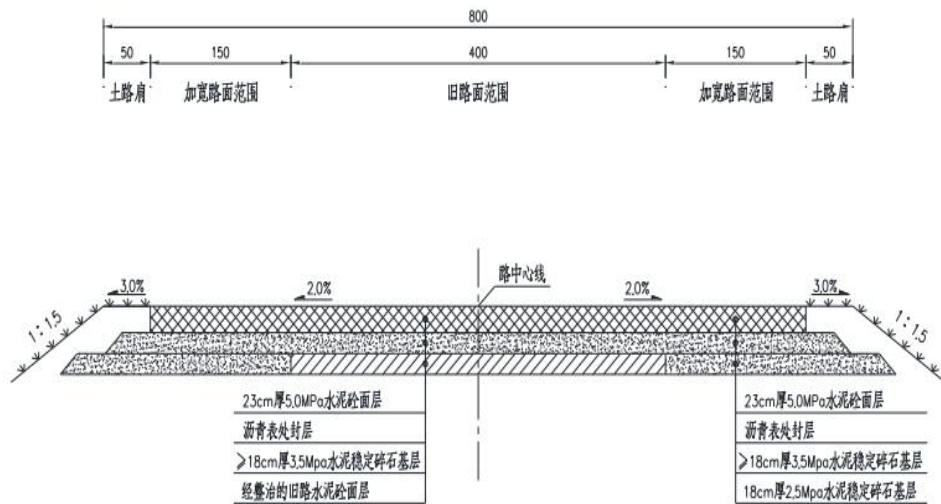 800
50 150 400 150 50
土路肩 加宽路面范围 旧路面范围 加宽路面范围 土路肩
路中心线
3.0% 2.0% 2.0% 3.0%
1：1.5 1：1.5
23cm厚5.0MPa水泥砼面层 23cm厚5.0MPa水泥砼面层
沥青表处封层 沥青表处封层
≥18cm厚3.5Mpa水泥稳定碎石基层 ≥18cm厚3.5Mpa水泥稳定碎石基层
经整治的旧路水泥砼面层 18cm厚2.5Mpa水泥稳定碎石基层